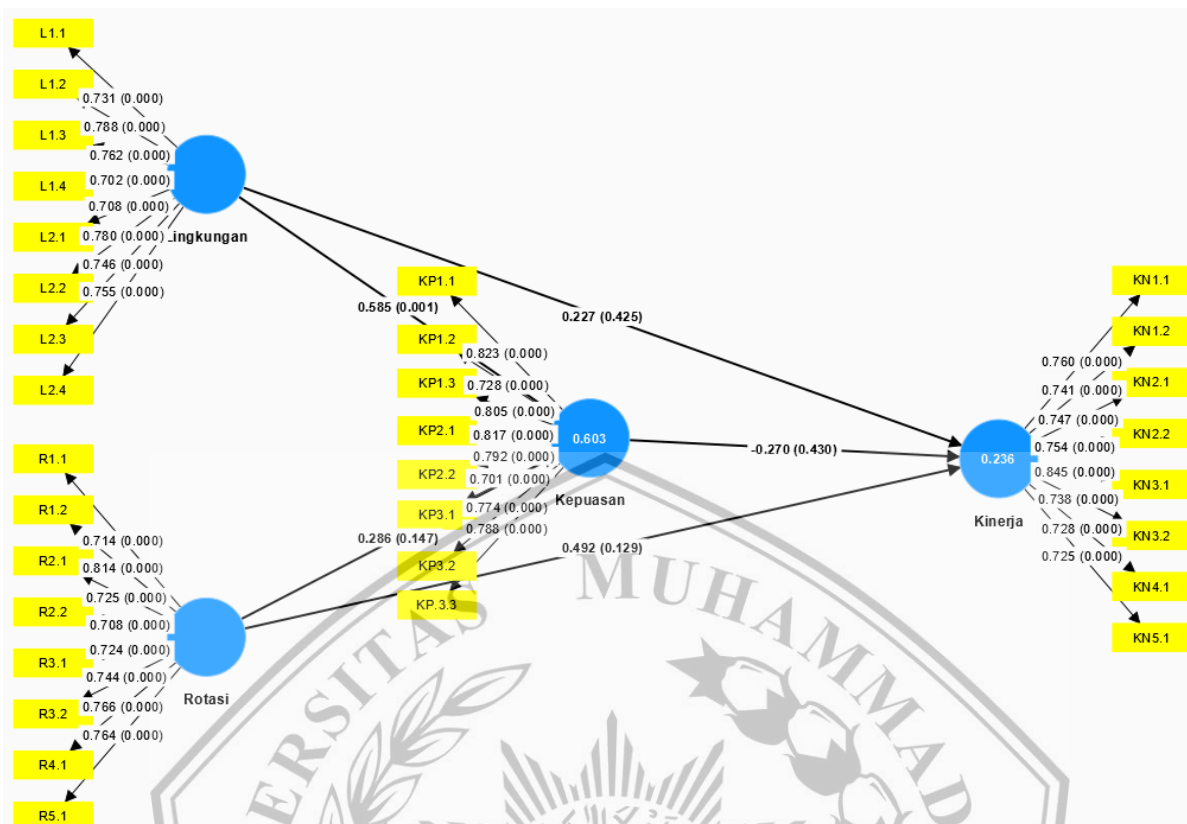 L1.1
L1.2
L1.3
L1.4
L2.1
L2.2
L2.3
L2.4
0.731 (0.000)
0.788 (0.000)
0.762 (0.000)
0.702 (0.000)
0.708 (0.000)
0.780 (0.000)
0.746 (0.000)
0.755 (0.000)
Lingkungan
R1.1
R1.2
R2.1
R2.2
R3.1
R3.2
R4.1
R5.1
0.714 (0.000)
0.814 (0.000)
0.725 (0.000)
0.708 (0.000)
0.724 (0.000)
0.744 (0.000)
0.766 (0.000)
0.764 (0.000)
Rotasi
0.585 (0.001)
0.227 (0.425)
0.286 (0.147)
0.492 (0.129)
-0.270 (0.430)
KP1.1
KP1.2
KP1.3
KP2.1
KP2.2
KP3.1
KP3.2
KP.3.3
0.823 (0.000)
0.728 (0.000)
0.805 (0.000)
0.817 (0.000)
0.792 (0.000)
0.701 (0.000)
0.774 (0.000)
0.788 (0.000)
0.603
Kepuasan
0.236
Kinerja
0.760 (0.000)
0.741 (0.000)
0.747 (0.000)
0.754 (0.000)
0.845 (0.000)
0.738 (0.000)
0.728 (0.000)
0.725 (0.000)
KN1.1
KN1.2
KN2.1
KN2.2
KN3.1
KN3.2
KN4.1
KN5.1
ERSITAS MUHAMMAD